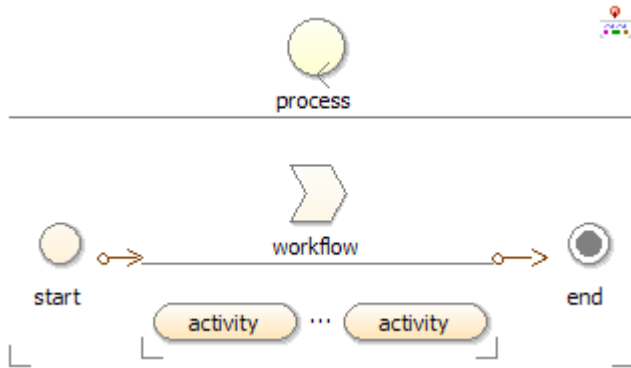 process
workflow
start
end
activity ... activity